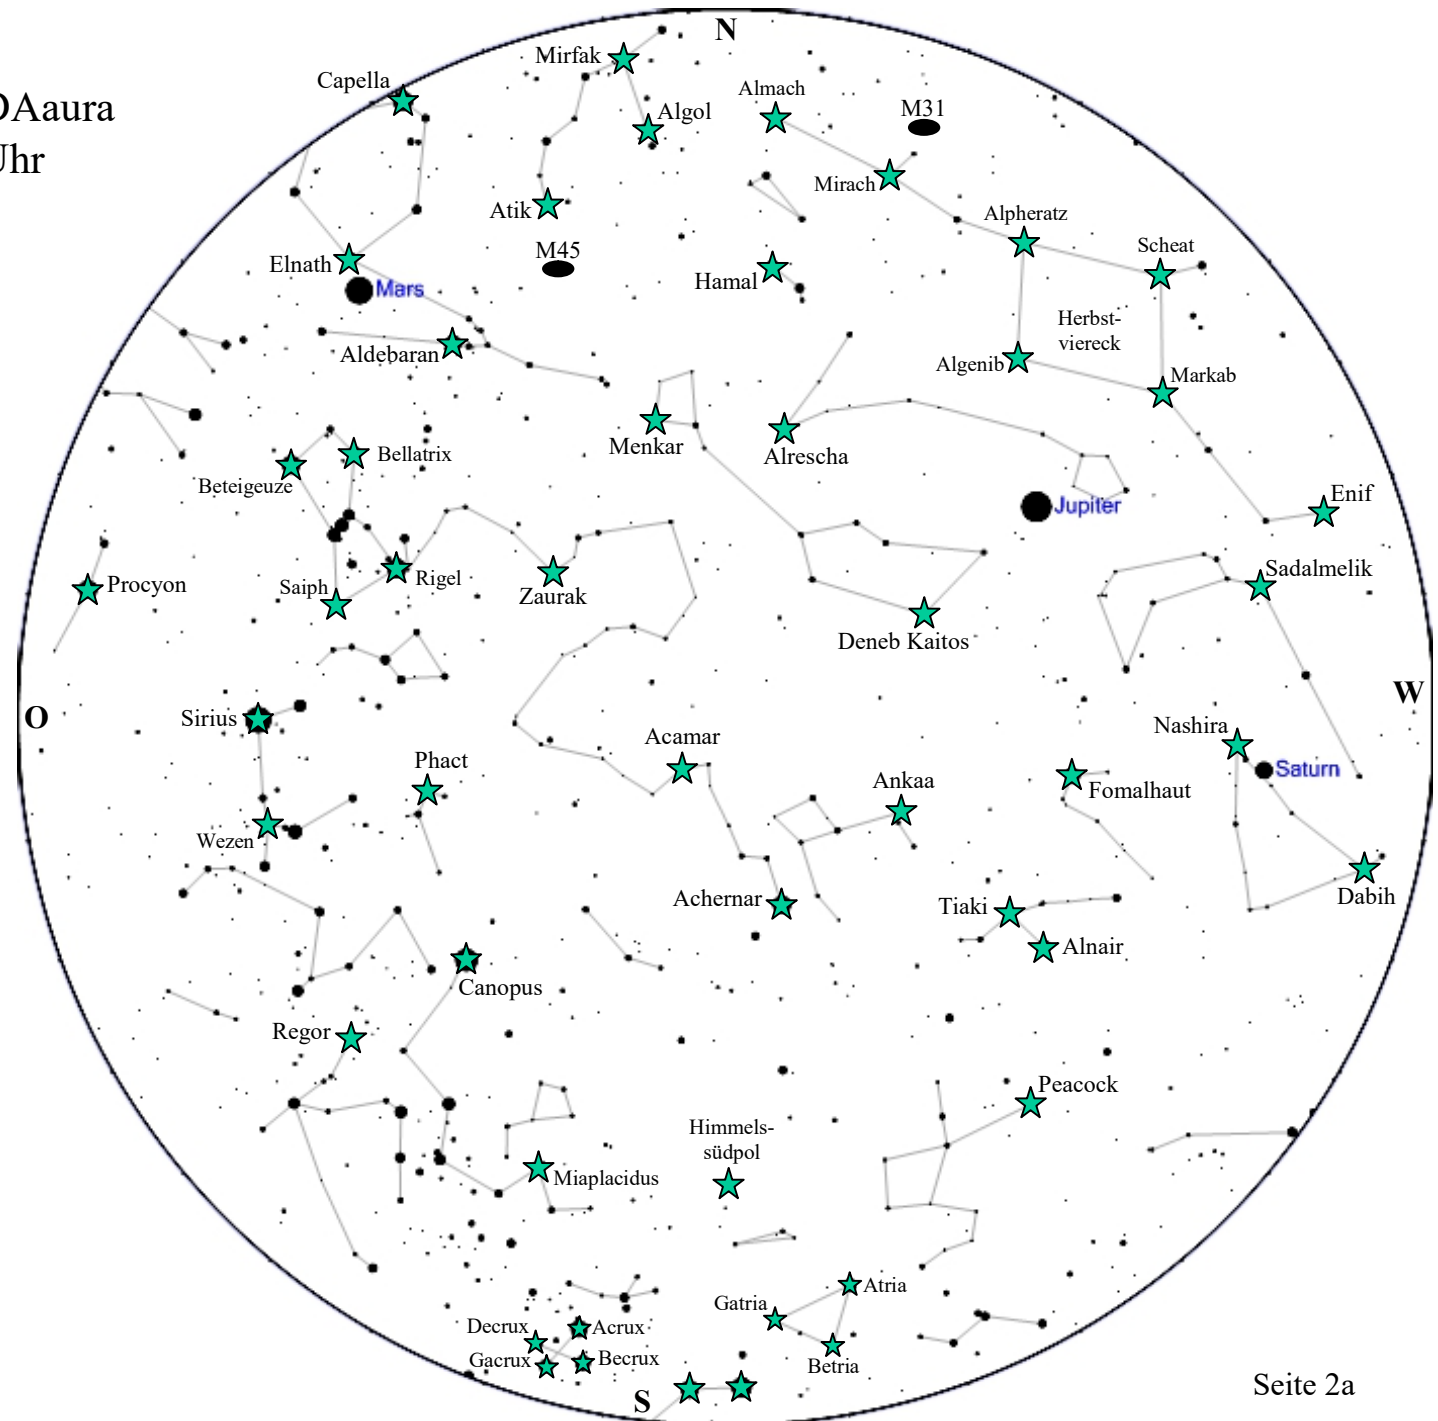 N
Mirfak
Capella
Almach
DAaura
Algol
M31
Uhr
Mirach
Atik
Alpheratz
M45
Scheat
Elnath
Hamal
Mars
Herbst-
viereck
Aldebaran
Algenib
Markab
Menkar
Alrescha
Bellatrix
Beteigeuze
Enif
Jupiter
Sadalmelik
Procyon
Saiph
Rigel
Zaurak
Deneb Kaitos
W
O
Sirius
Nashira
Acamar
Phact
Saturn
Ankaa
Fomalhaut
Wezen
Dabih
Achernar
Tiaki
Alnair
Canopus
Regor
Peacock
Himmels-
südpol
Miaplacidus
Atria
Gatria
Decrux
Acrux
Gacrux
Becrux
Betria
Seite 2a
S